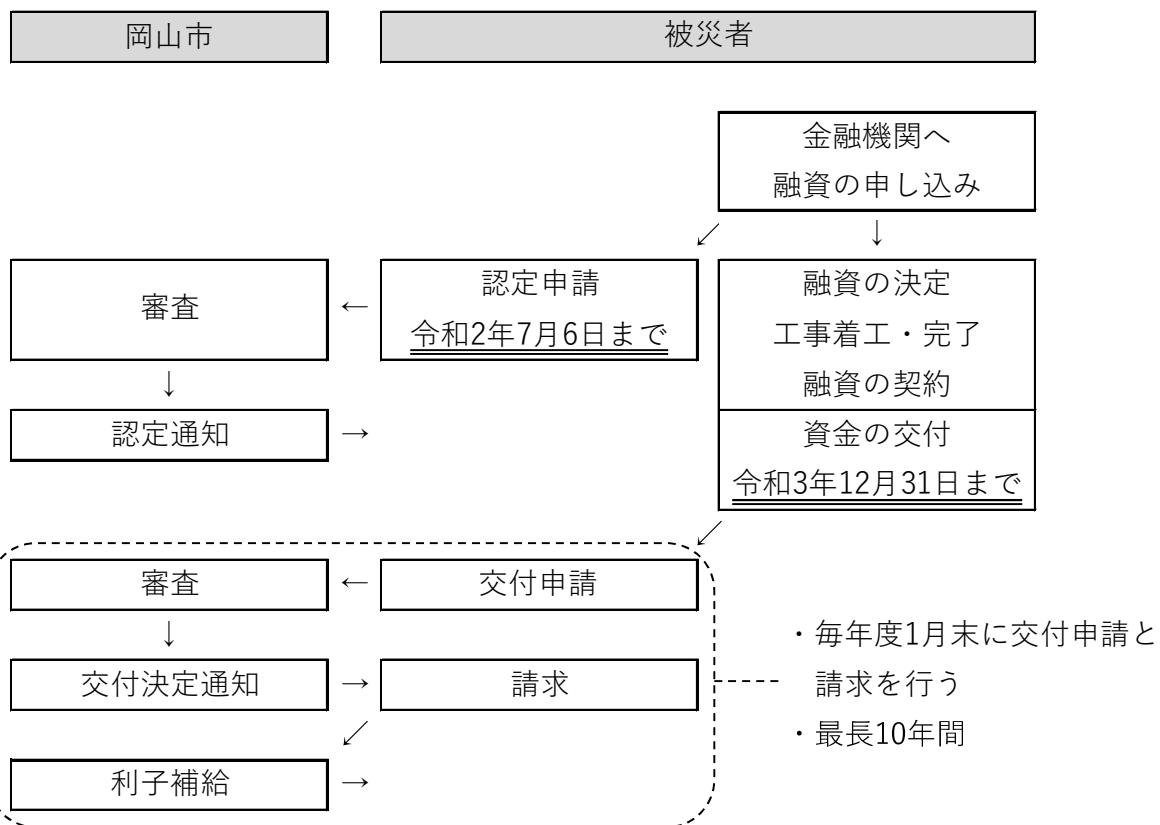 岡山市
被災者
金融機関へ
融資の申し込み
↙
↓
審査
←
認定申請
令和2年7月6日まで
融資の決定
工事着工・完了
融資の契約
↓
認定通知
→
資金の交付
令和3年12月31日まで
↙
審査
←
交付申請
↓
交付決定通知
→
請求
・毎年度1月末に交付申請と
請求を行う
・最長10年間
↙
利子補給
→